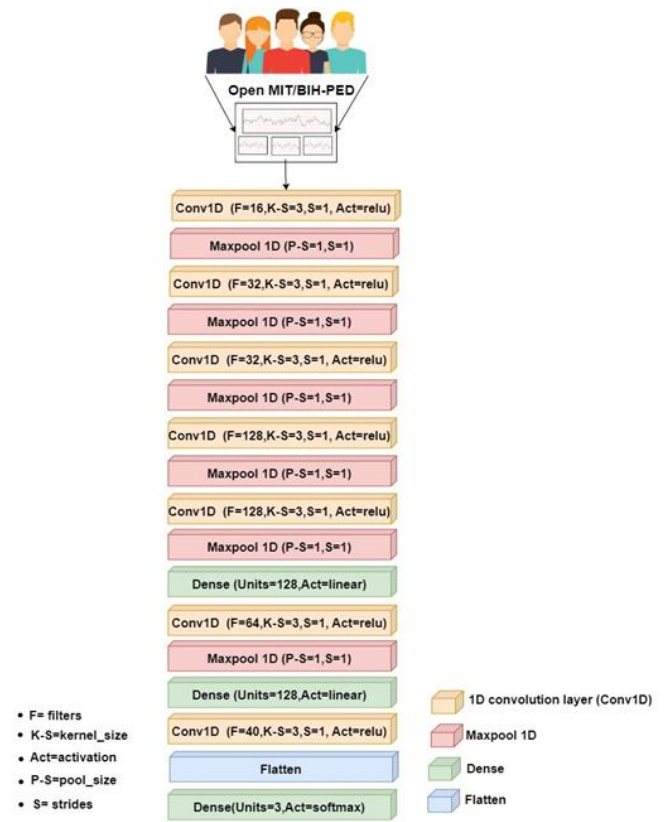 Open MIT/BIH-PED
Conv1D (F=16,K-S=3,S=1, Act=relu)
Maxpool 1D (P-S=1,S=1)
Conv1D (F=32,K-S=3,S=1, Act=relu)
Maxpool 1D (P-S=1,S=1)
Conv1D (F=32,K-S=3,S=1, Act=relu)
Maxpool 1D (P-S=1,S=1)
Conv1D (F=128,K-S=3,S=1, Act=relu)
Maxpool 1D (P-S=1,S=1)
Conv1D (F=128,K-S=3,S=1, Act=relu)
Maxpool 1D (P-S=1,S=1)
Dense (Units=128,Act=linear)
Conv1D (F=64,K-S=3,S=1, Act=relu)
Maxpool 1D (P-S=1,S=1)
Dense (Units=128,Act=linear)
Conv1D (F=40,K-S=3,S=1, Act=relu)
Flatten
Dense(Units=3,Act=softmax)
• F= filters
• K-S=kernel_size
• Act=activation
• P-S=pool_size
• S= strides
1D convolution layer (Conv1D)
Maxpool 1D
Dense
Flatten